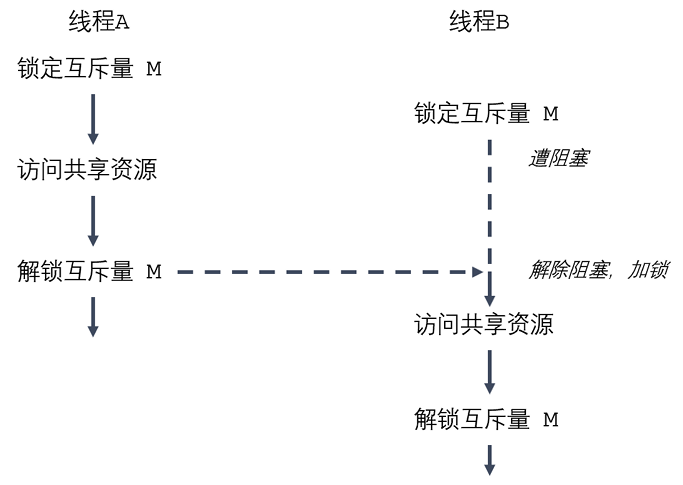 线程A
线程B
锁定互斥量 M
锁定互斥量 M
遭阻塞
访问共享资源
解锁互斥量 M
解除阻塞，加锁
访问共享资源
解锁互斥量 M